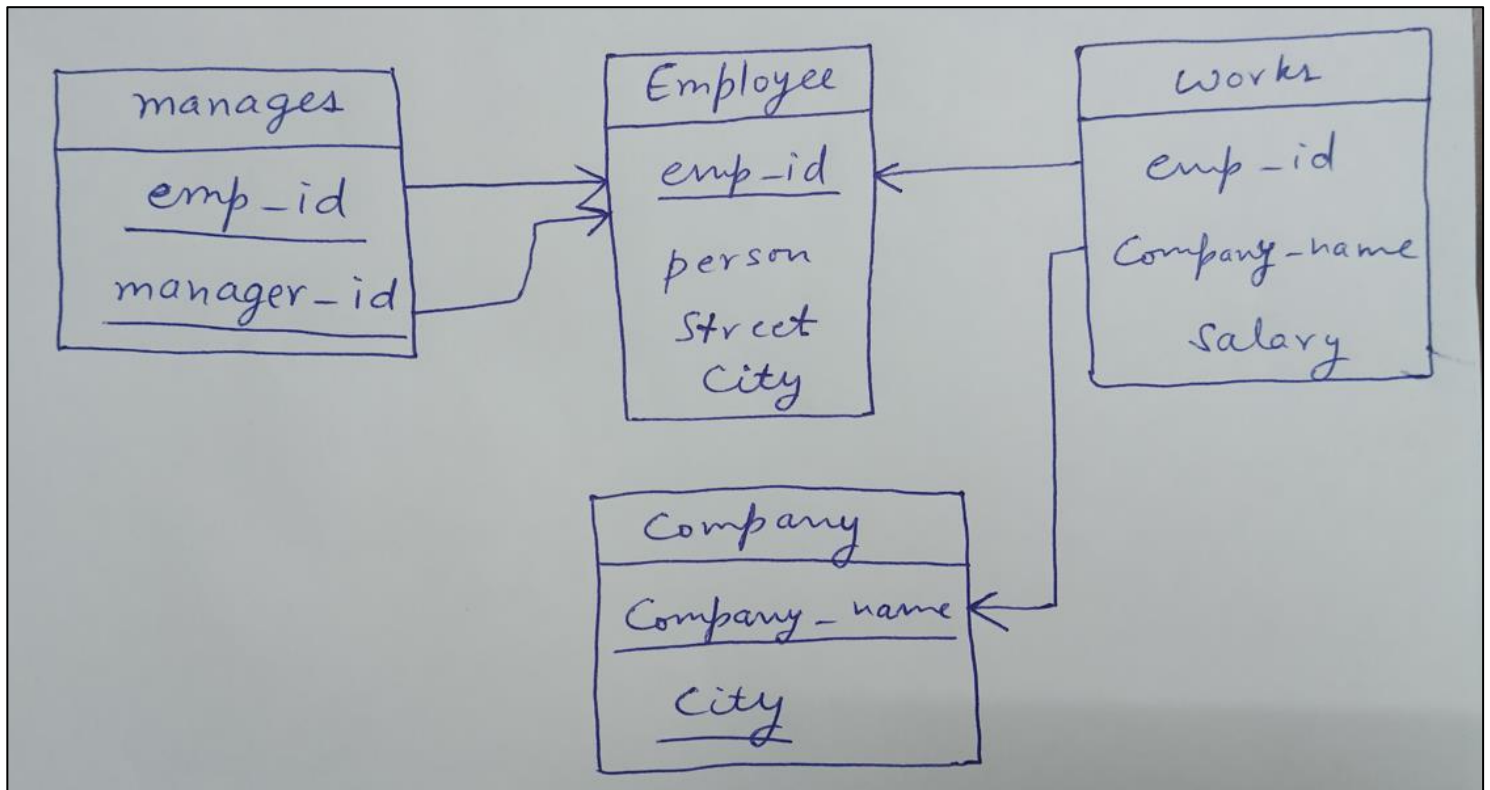 manages
emp_id
manager_id
Employee
emp_id
person
Street
City
works
emp_id
Company_name
Salary
Company
Company_name
City